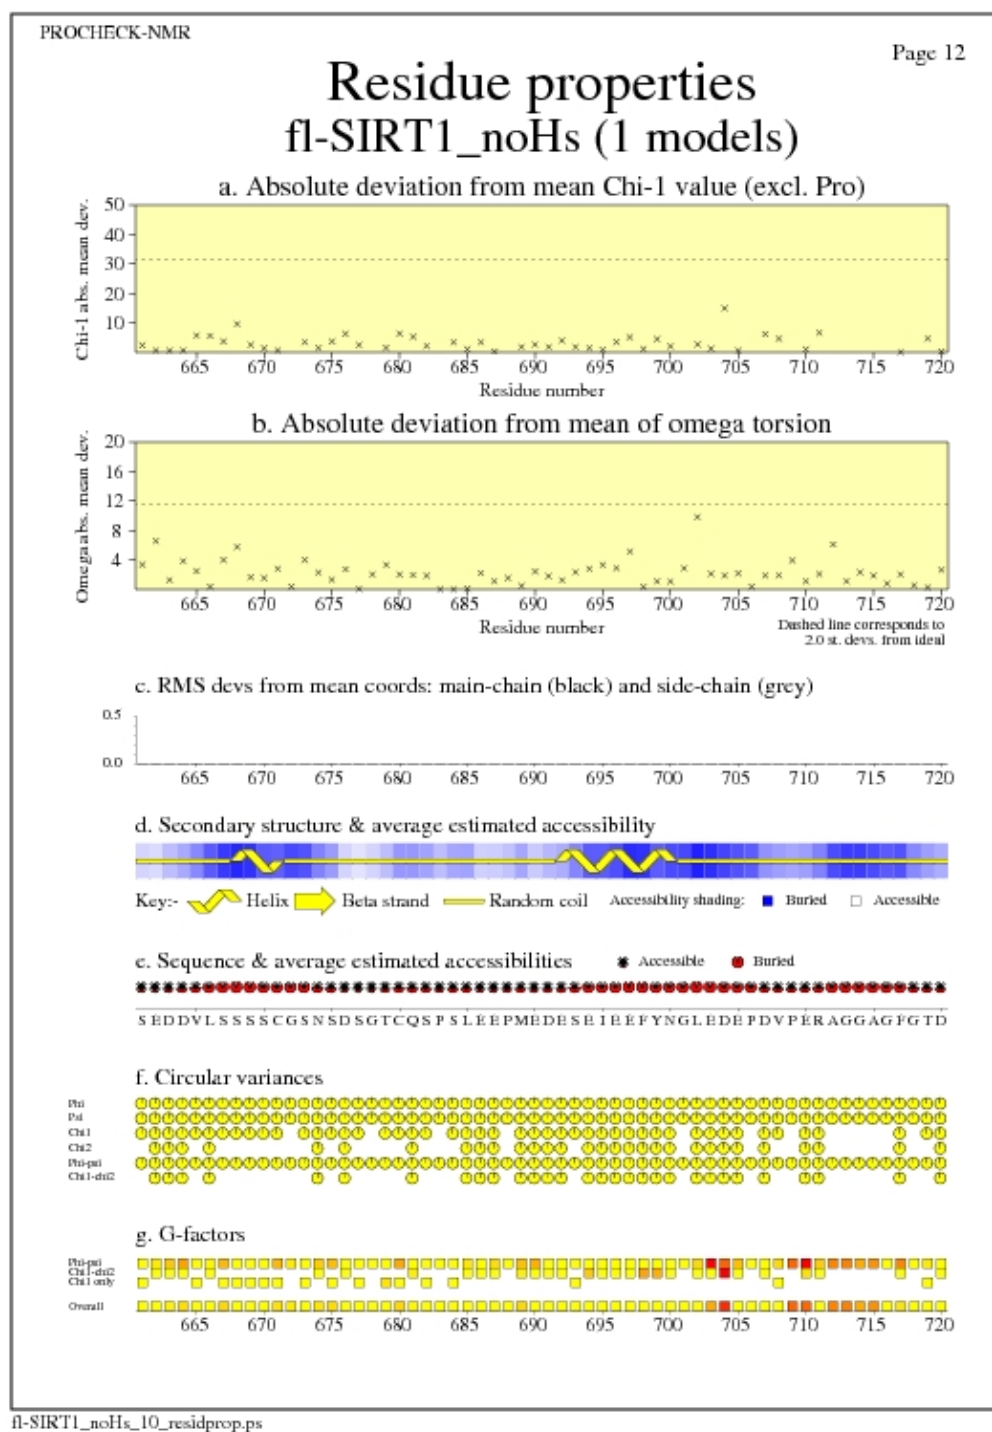 PROCHECK-NMR
Page 12
Residue properties
fl-SIRT1_noHs (1 models)
a. Absolute deviation from mean Chi-1 value (excl. Pro)
Chi-1 abs. mean dev.
50
40
30
20
10
665 670 675 680 685 690 695 700 705 710 715 720
Residue number
b. Absolute deviation from mean of omega torsion
Omega abs. mean dev.
20
16
12
8
4
665 670 675 680 685 690 695 700 705 710 715 720
Residue number
Dashed line corresponds to
2.0 st. devs. from ideal
c. RMS devs from mean coords: main-chain (black) and side-chain (grey)
0.5
0.0
665 670 675 680 685 690 695 700 705 710 715 720
d. Secondary structure & average estimated accessibility
Key:- Helix Beta strand Random coil Accessibility shading: Buried Accessible
e. Sequence & average estimated accessibilities Accessible Buried
S E D D V L S S S S C G S N S D S G T C Q S P S L E E P M E D E S E I E E F Y N G L E D E P D V P E R A G G A G F G T D
f. Circular variances
Phi
Psi
Chi1
Chi2
Phi-psi
Chi1-chi2
g. G-factors
Phi-psi
Chi1-chi2
Chi1 only
Overall
665 670 675 680 685 690 695 700 705 710 715 720
fl-SIRT1_noHs_10_residprop.ps